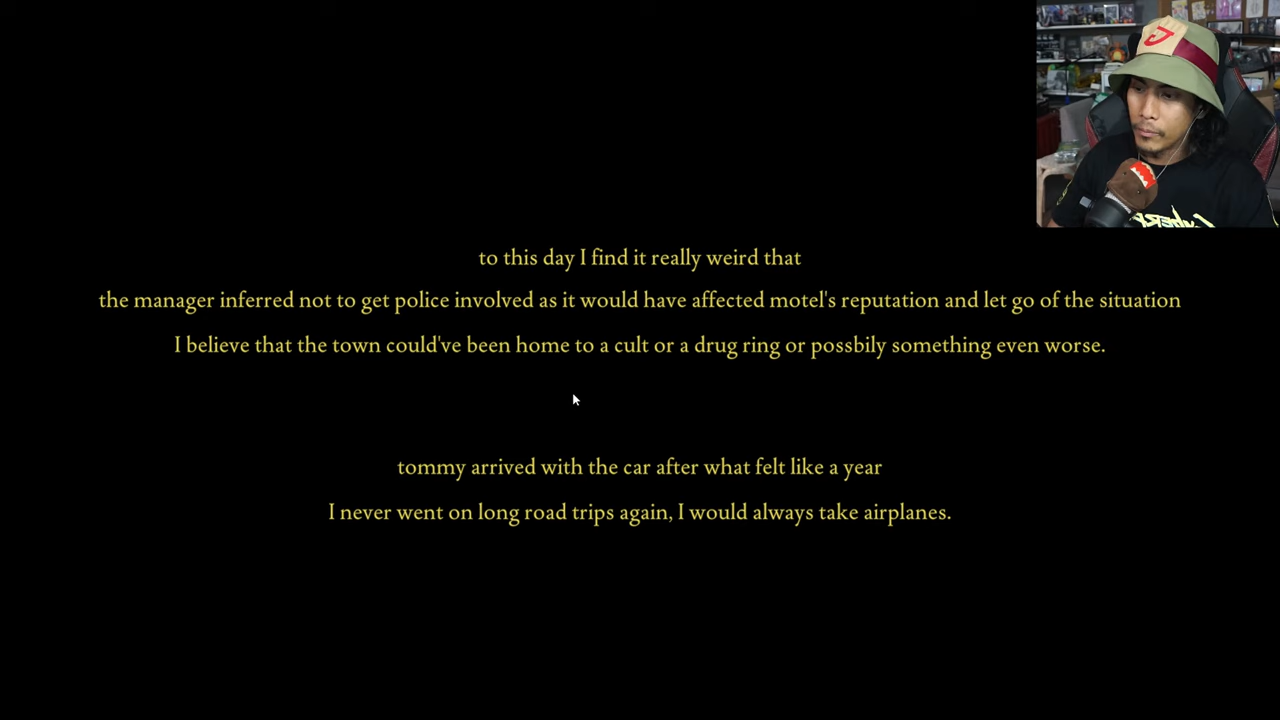 to this day I find it really weird that
the manager inferred not to get police involved as it would have affected motel's reputation and let go of the situation
I believe that the town could've been home to a cult or a drug ring or possbily something even worse.
tommy arrived with the car after what felt like a year
I never went on long road trips again, I would always take airplanes.